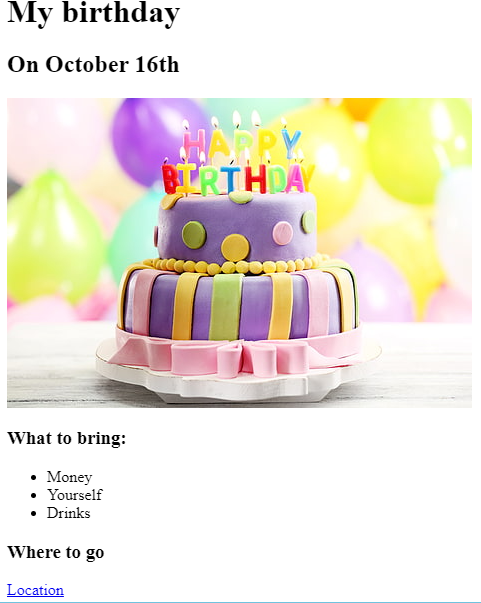 My birthday
On October 16th
HAPPY
BIRTHDAY
What to bring:
Money
Yourself
Drinks
Where to go
Location